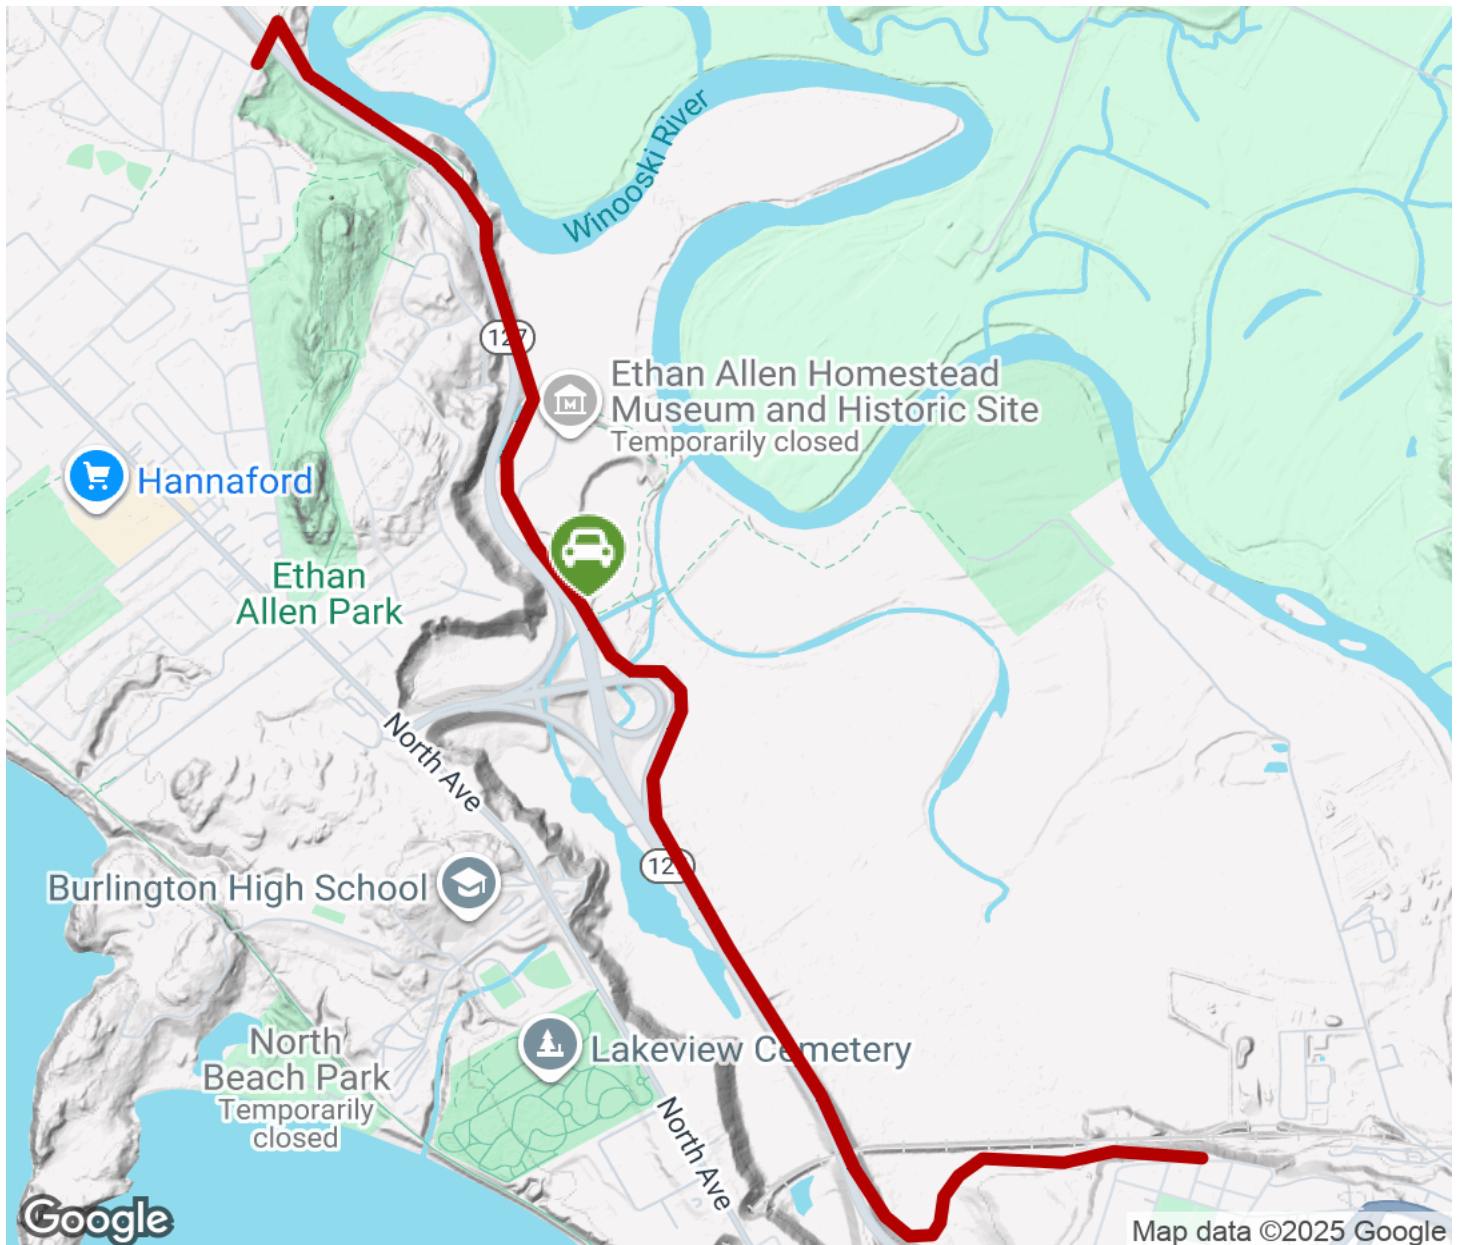 Winooski River
127
Ethan Allen Homestead
Museum and Historic Site
Temporarily closed
Hannaford
Ethan
Allen Park
North Ave
Burlington High School
North
Beach Park
Temporarily
closed
Lakeview Cemetery
North Ave
Google
Map data ©2025 Google